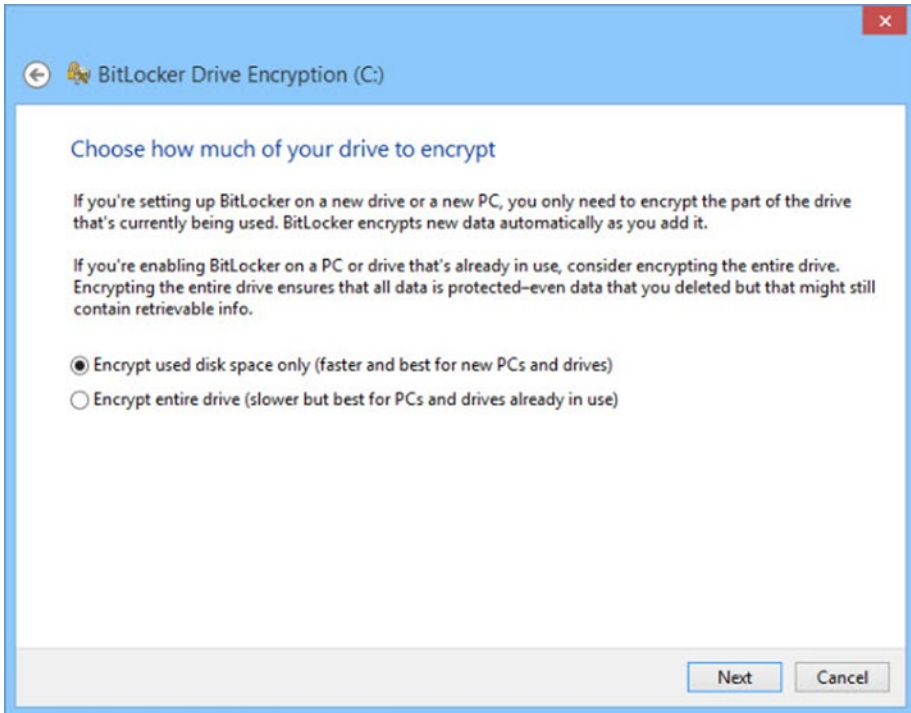 BitLocker Drive Encryption (C:)
Choose how much of your drive to encrypt
If you're setting up BitLocker on a new drive or a new PC, you only need to encrypt the part of the drive
that's currently being used. BitLocker encrypts new data automatically as you add it.
If you're enabling BitLocker on a PC or drive that's already in use, consider encrypting the entire drive.
Encrypting the entire drive ensures that all data is protected–even data that you deleted but that might still
contain retrievable info.
Encrypt used disk space only (faster and best for new PCs and drives)
Encrypt entire drive (slower but best for PCs and drives already in use)
Next Cancel